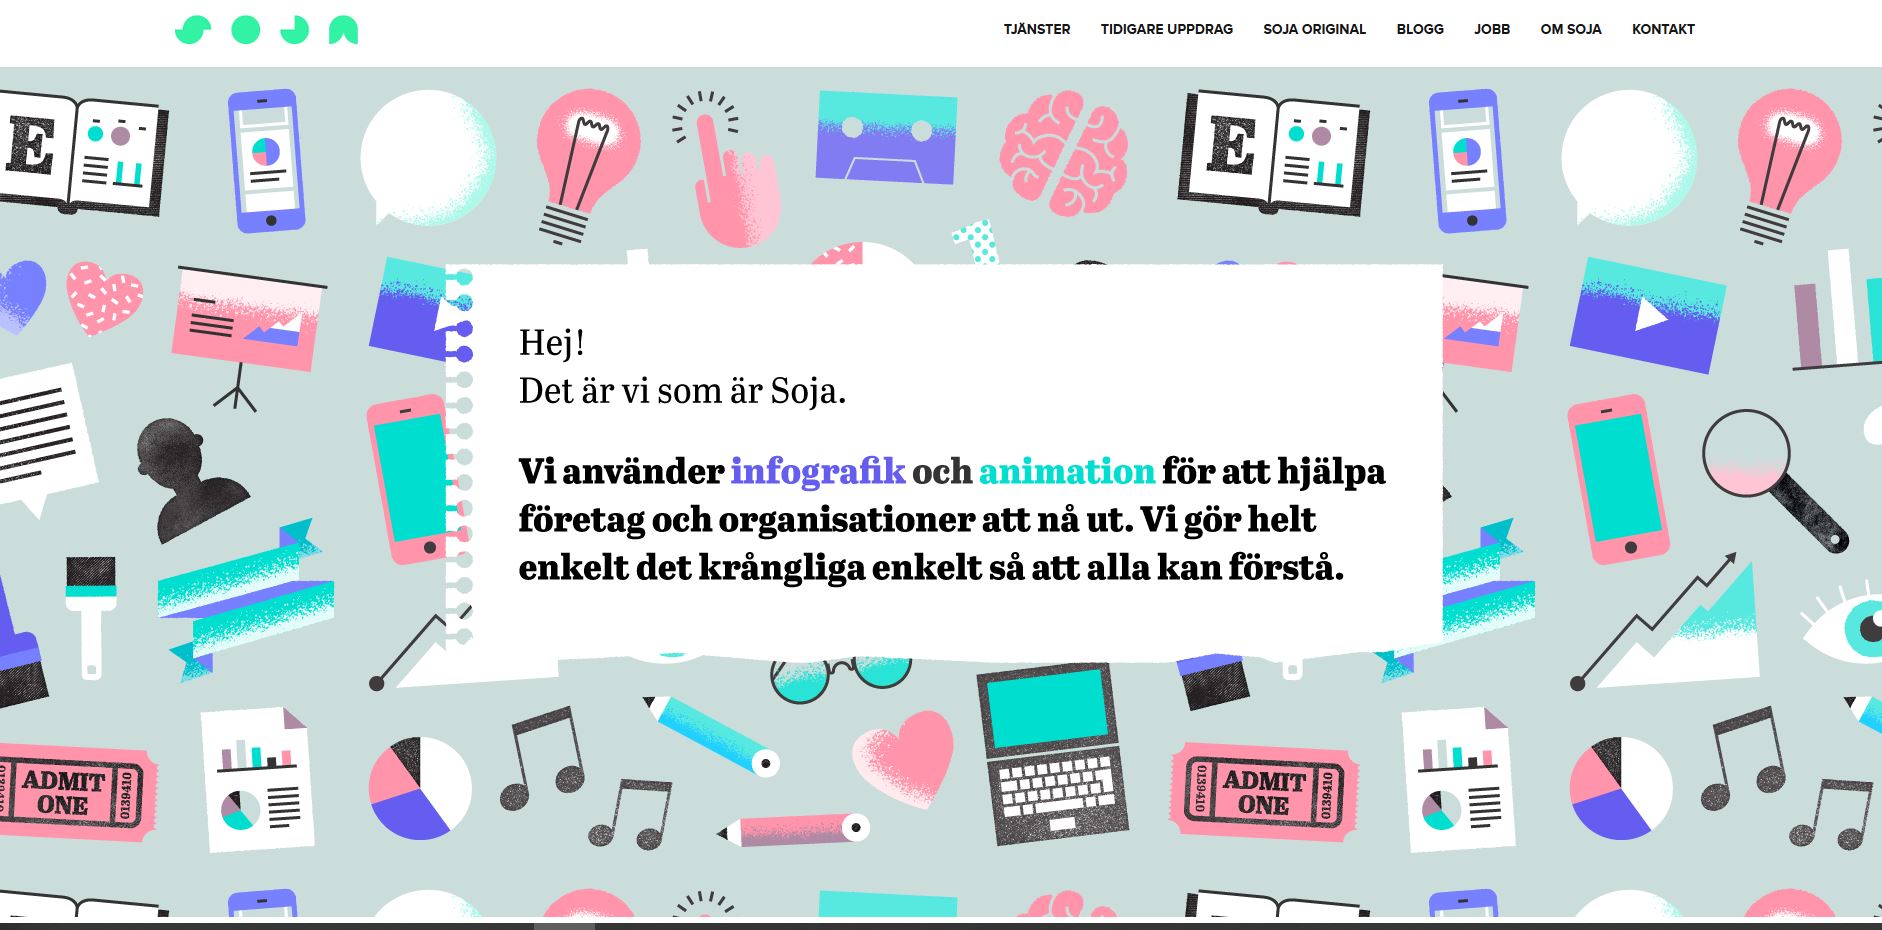 SOJA
TJÄNSTER TIDIGARE UPPDRAG SOJA ORIGINAL BLOGG JOBB OM SOJA KONTAKT
E
E
Hej!
Det är vi som är Soja.
Vi använder infografik och animation för att hjälpa
företag och organisationer att nå ut. Vi gör helt
enkelt det krångliga enkelt så att alla kan förstå.
0139410 ADMIT ONE 0139410
0139410 ADMIT ONE 0139410